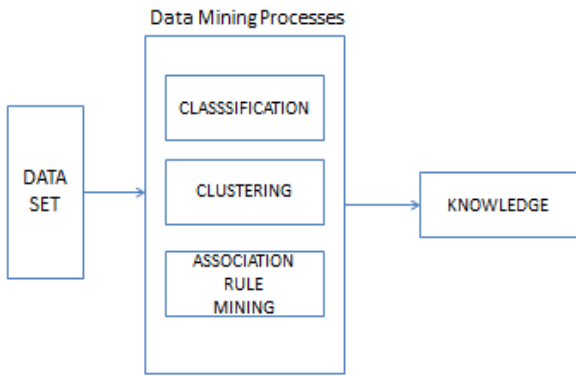 Data Mining Processes
DATA
SET
CLASSSIFICATION
CLUSTERING
ASSOCIATION
RULE
MINING
KNOWLEDGE